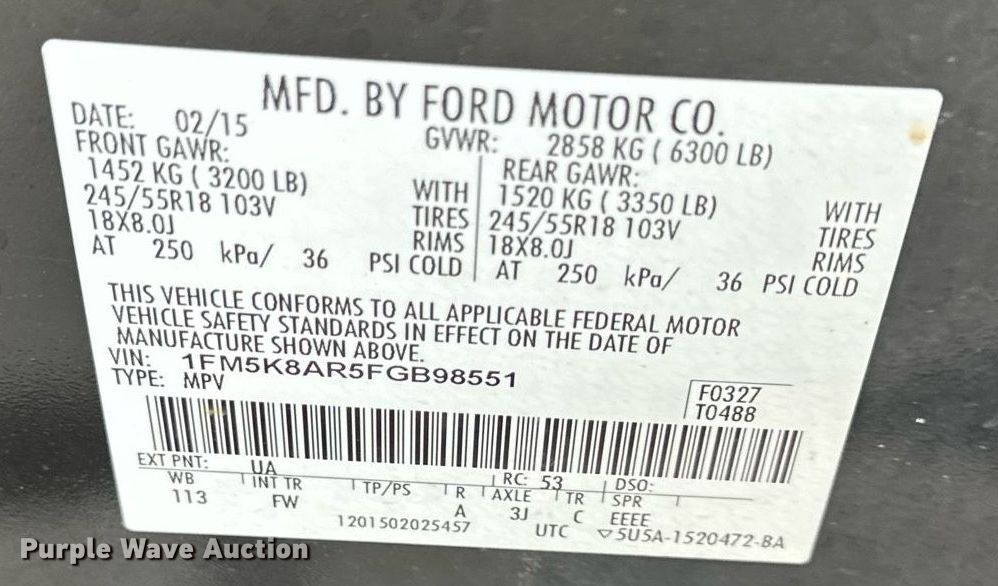 MFD. BY FORD MOTOR CO.
DATE: 02/15 GVWR: 2858 KG ( 6300 LB)
FRONT GAWR: REAR GAWR:
1452 KG ( 3200 LB) WITH 1520 KG ( 3350 LB) WITH
245/55R18 103V TIRES 245/55R18 103V TIRES
18X8.0J RIMS 18X8.0J RIMS
AT 250 kPa/ 36 PSI COLD AT 250 kPa/ 36 PSI COLD
THIS VEHICLE CONFORMS TO ALL APPLICABLE FEDERAL MOTOR
VEHICLE SAFETY STANDARDS IN EFFECT ON THE DATE OF
MANUFACTURE SHOWN ABOVE.
VIN: 1FM5K8AR5FGB98551
TYPE: MPV
F0327
T0488
EXT PNT: UA RC: 53 DSO:
WB INT TR TP/PS R AXLE TR SPR
113 FW A 3J C EEEE
1201502025457 UTC ▽5U5A-1520472-BA
Purple Wave Auction